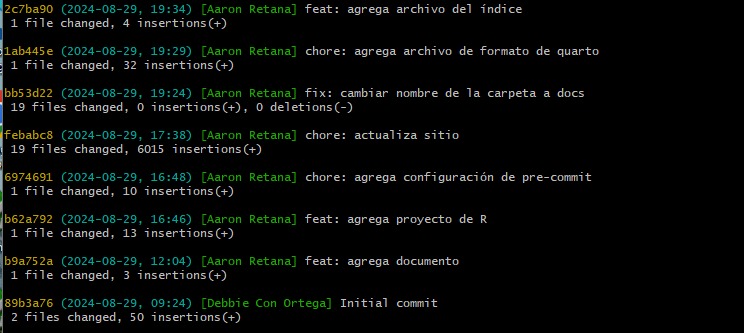 2c7ba90 (2024-08-29, 19:34) [Aaron Retana] feat: agrega archivo del índice
1 file changed, 4 insertions(+)
1ab445e (2024-08-29, 19:29) [Aaron Retana] chore: agrega archivo de formato de quarto
1 file changed, 32 insertions(+)
bb53d22 (2024-08-29, 19:24) [Aaron Retana] fix: cambiar nombre de la carpeta a docs
19 files changed, 0 insertions(+), 0 deletions(-)
febabc8 (2024-08-29, 17:38) [Aaron Retana] chore: actualiza sitio
19 files changed, 6015 insertions(+)
6974691 (2024-08-29, 16:48) [Aaron Retana] chore: agrega configuración de pre-commit
1 file changed, 10 insertions(+)
b62a792 (2024-08-29, 16:46) [Aaron Retana] feat: agrega proyecto de R
1 file changed, 13 insertions(+)
b9a752a (2024-08-29, 12:04) [Aaron Retana] feat: agrega documento
1 file changed, 3 insertions(+)
89b3a76 (2024-08-29, 09:24) [Debbie Con Ortega] Initial commit
2 files changed, 50 insertions(+)